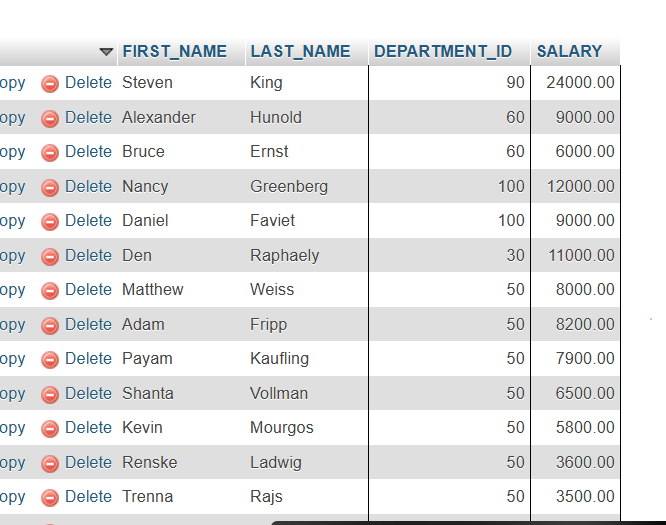 FIRST_NAME LAST_NAME DEPARTMENT_ID SALARY
opy Delete Steven King 90 24000.00
opy Delete Alexander Hunold 60 9000.00
opy Delete Bruce Ernst 60 6000.00
opy Delete Nancy Greenberg 100 12000.00
opy Delete Daniel Faviet 100 9000.00
opy Delete Den Raphaely 30 11000.00
opy Delete Matthew Weiss 50 8000.00
opy Delete Adam Fripp 50 8200.00
opy Delete Payam Kaufling 50 7900.00
opy Delete Shanta Vollman 50 6500.00
opy Delete Kevin Mourgos 50 5800.00
opy Delete Renske Ladwig 50 3600.00
opy Delete Trenna Rajs 50 3500.00